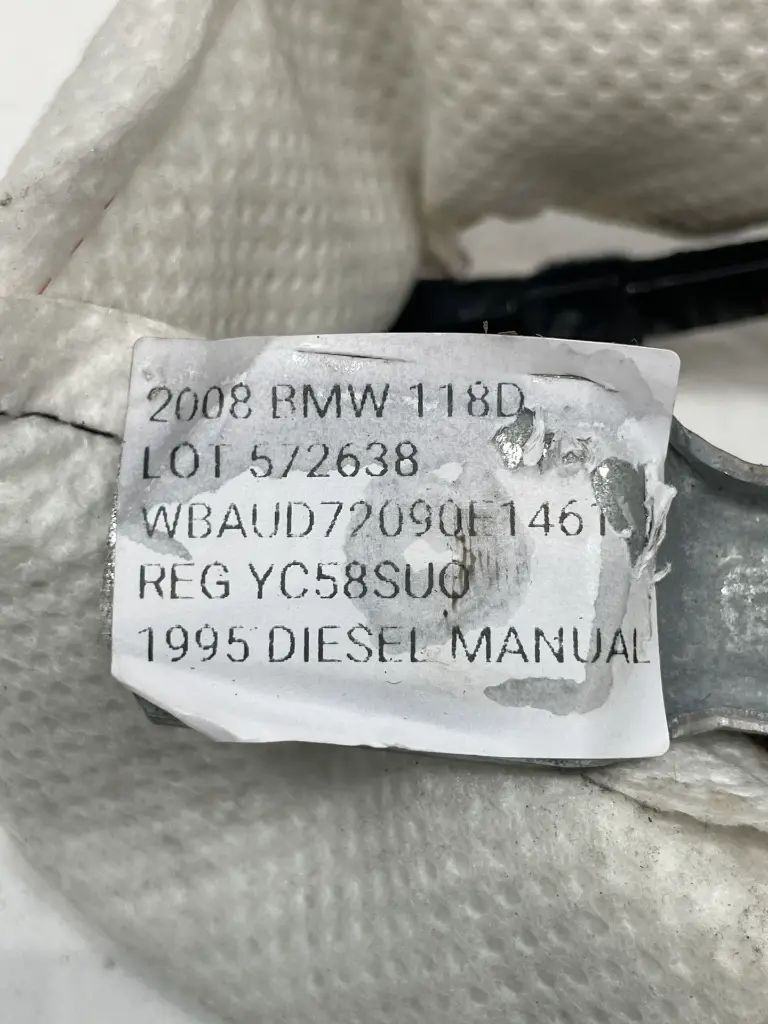 2008 BMW 118D
LOT 572638
REG YC58SUO
1995 DIESEL MANUAL